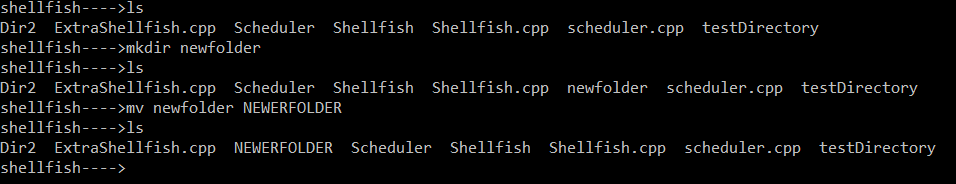 shellfish---->ls
Dir2  ExtraShellfish.cpp  Scheduler  Shellfish  Shellfish.cpp  scheduler.cpp  testDirectory
shellfish---->mkdir newfolder
shellfish---->ls
Dir2  ExtraShellfish.cpp  Scheduler  Shellfish  Shellfish.cpp  newfolder  scheduler.cpp  testDirectory
shellfish---->mv newfolder NEWERFOLDER
shellfish---->ls
Dir2  ExtraShellfish.cpp  NEWERFOLDER  Scheduler  Shellfish  Shellfish.cpp  scheduler.cpp  testDirectory
shellfish---->